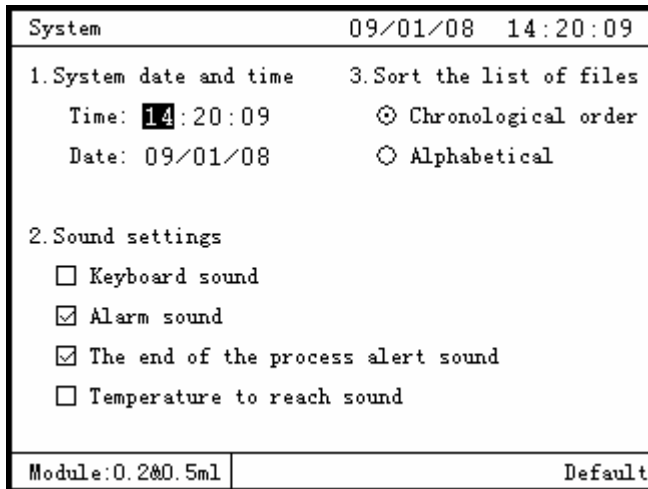 System 09/01/08 14:20:09
1.System date and time
Time: 14:20:09
Date: 09/01/08
3.Sort the list of files
Chronological order
Alphabetical
2.Sound settings
Keyboard sound
Alarm sound
The end of the process alert sound
Temperature to reach sound
Module:0.2&0.5ml Default